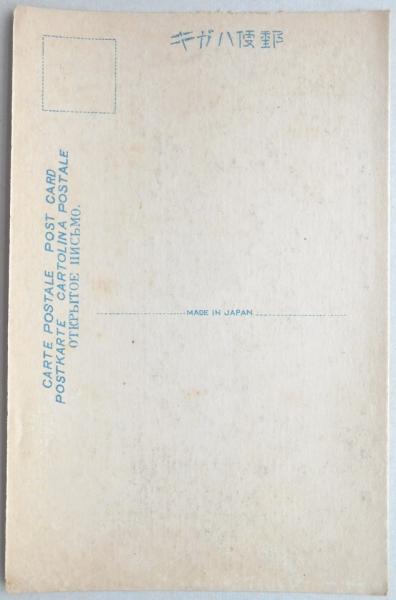 郵便ハガキ
CARTE POSTALE POST CARD
POSTKARTE CARTOLINA POSTALE
ОТКРЫТОЕ ПИСЬМО.
MADE IN JAPAN